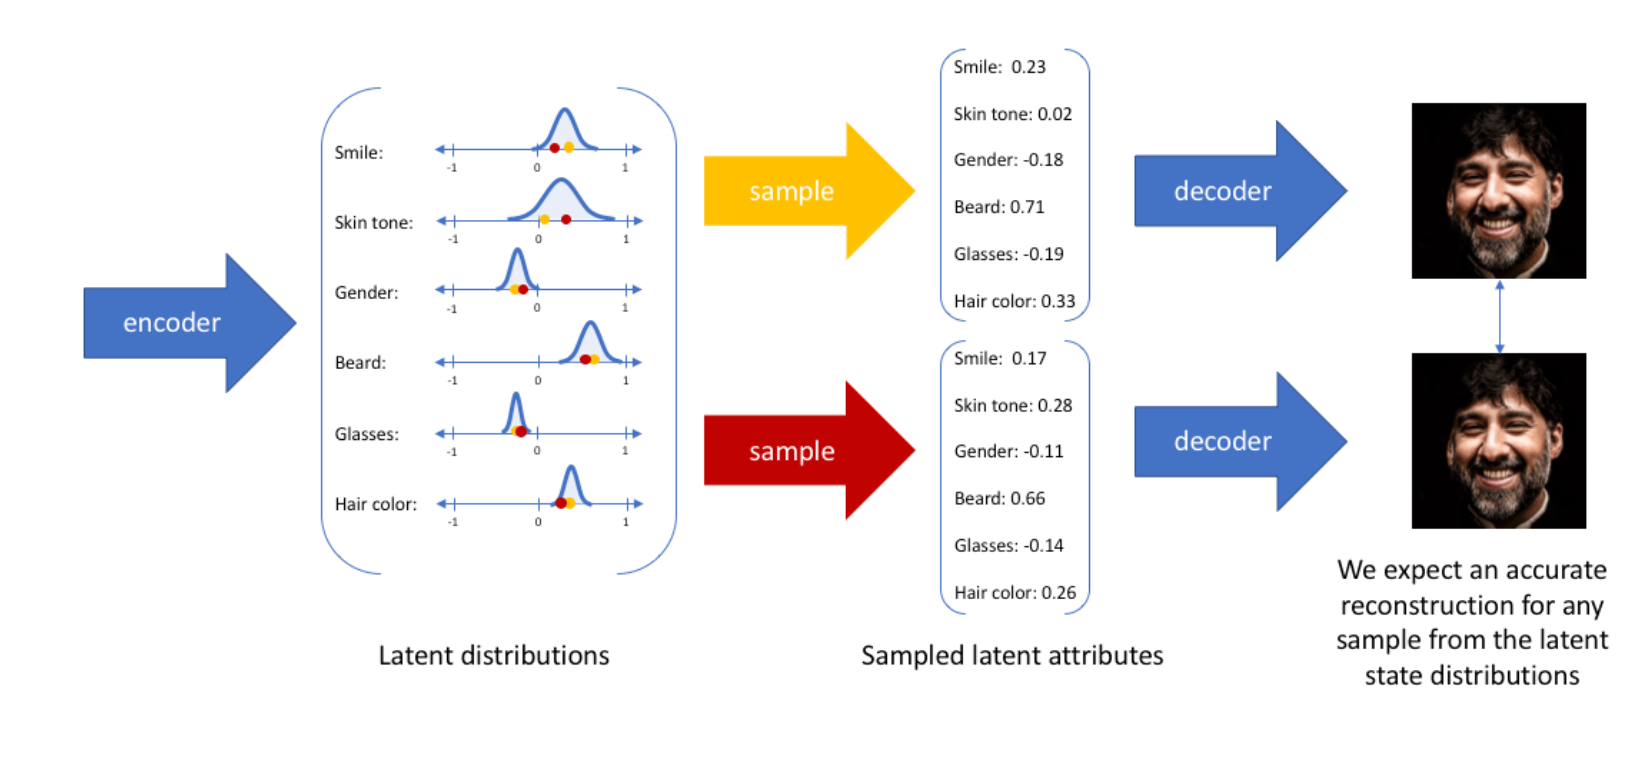 encoder
Smile:
-1 0 1
Skin tone:
-1 0 1
Gender:
-1 0 1
Beard:
-1 0 1
Glasses:
-1 0 1
Hair color:
-1 0 1
Latent distributions
sample
sample
Smile: 0.23
Skin tone: 0.02
Gender: -0.18
Beard: 0.71
Glasses: -0.19
Hair color: 0.33
Smile: 0.17
Skin tone: 0.28
Gender: -0.11
Beard: 0.66
Glasses: -0.14
Hair color: 0.26
Sampled latent attributes
decoder
decoder
We expect an accurate
reconstruction for any
sample from the latent
state distributions